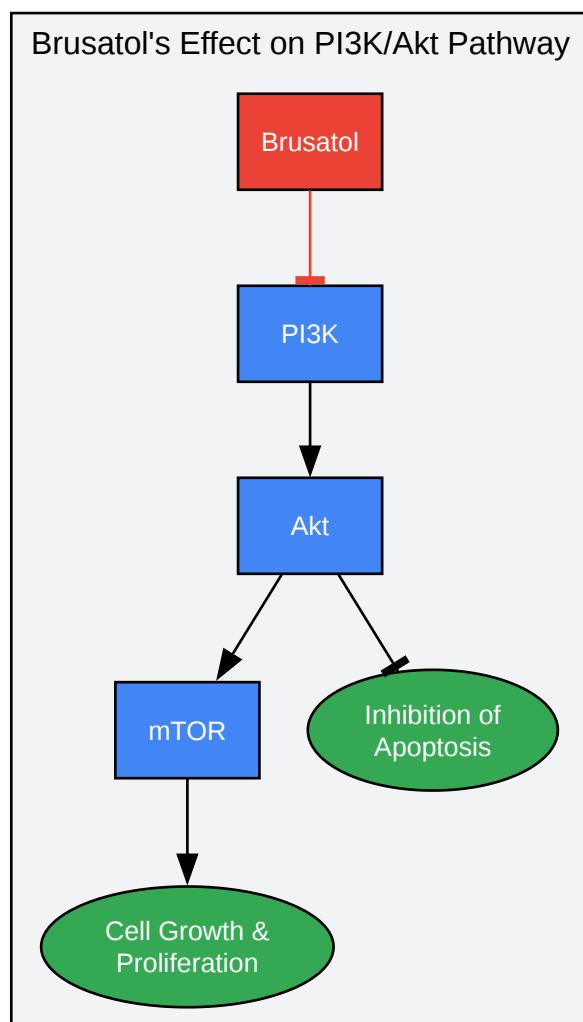 Brusatol's Effect on PI3K/Akt Pathway
Brusatol
PI3K
Akt
mTOR
Inhibition of
Apoptosis
Cell Growth &
Proliferation